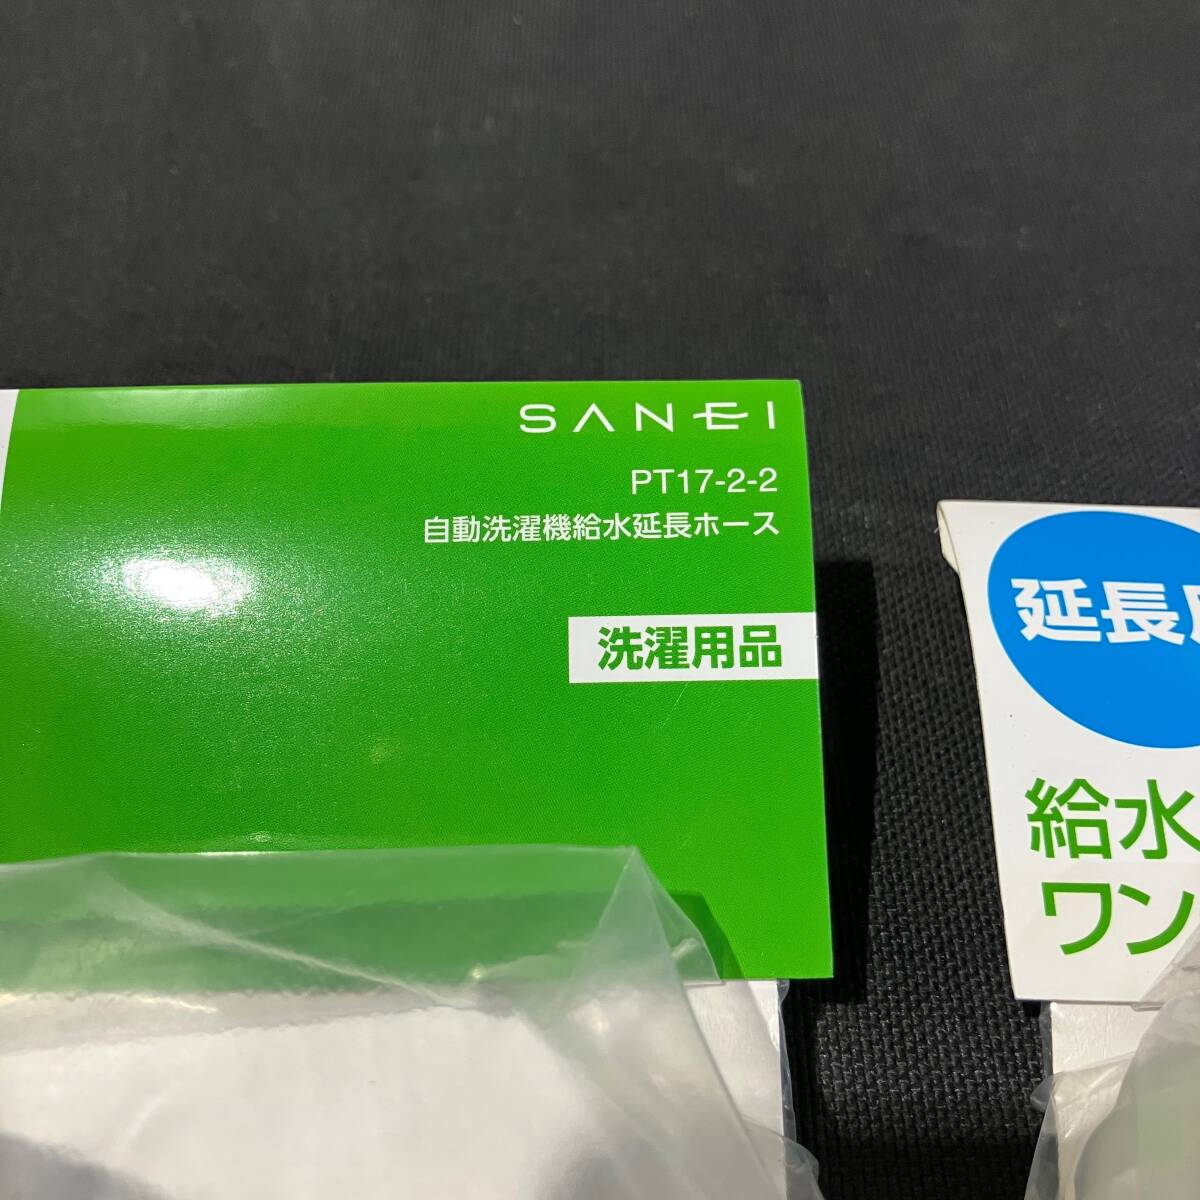 SANEI
PT17-2-2
自動洗濯機給水延長ホース
洗濯用品
延長
給水
ワン